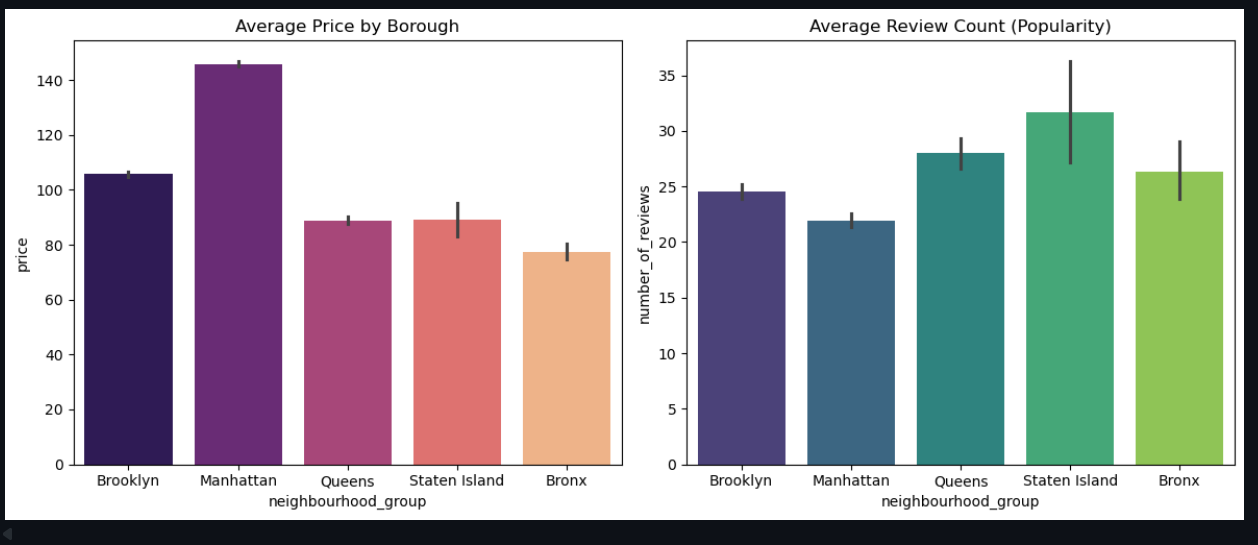 Average Price by Borough
140
120
100
80
60
40
20
0
price
Brooklyn Manhattan Queens Staten Island Bronx
neighbourhood_group
Average Review Count (Popularity)
35
30
25
20
15
10
5
0
number_of_reviews
Brooklyn Manhattan Queens Staten Island Bronx
neighbourhood_group